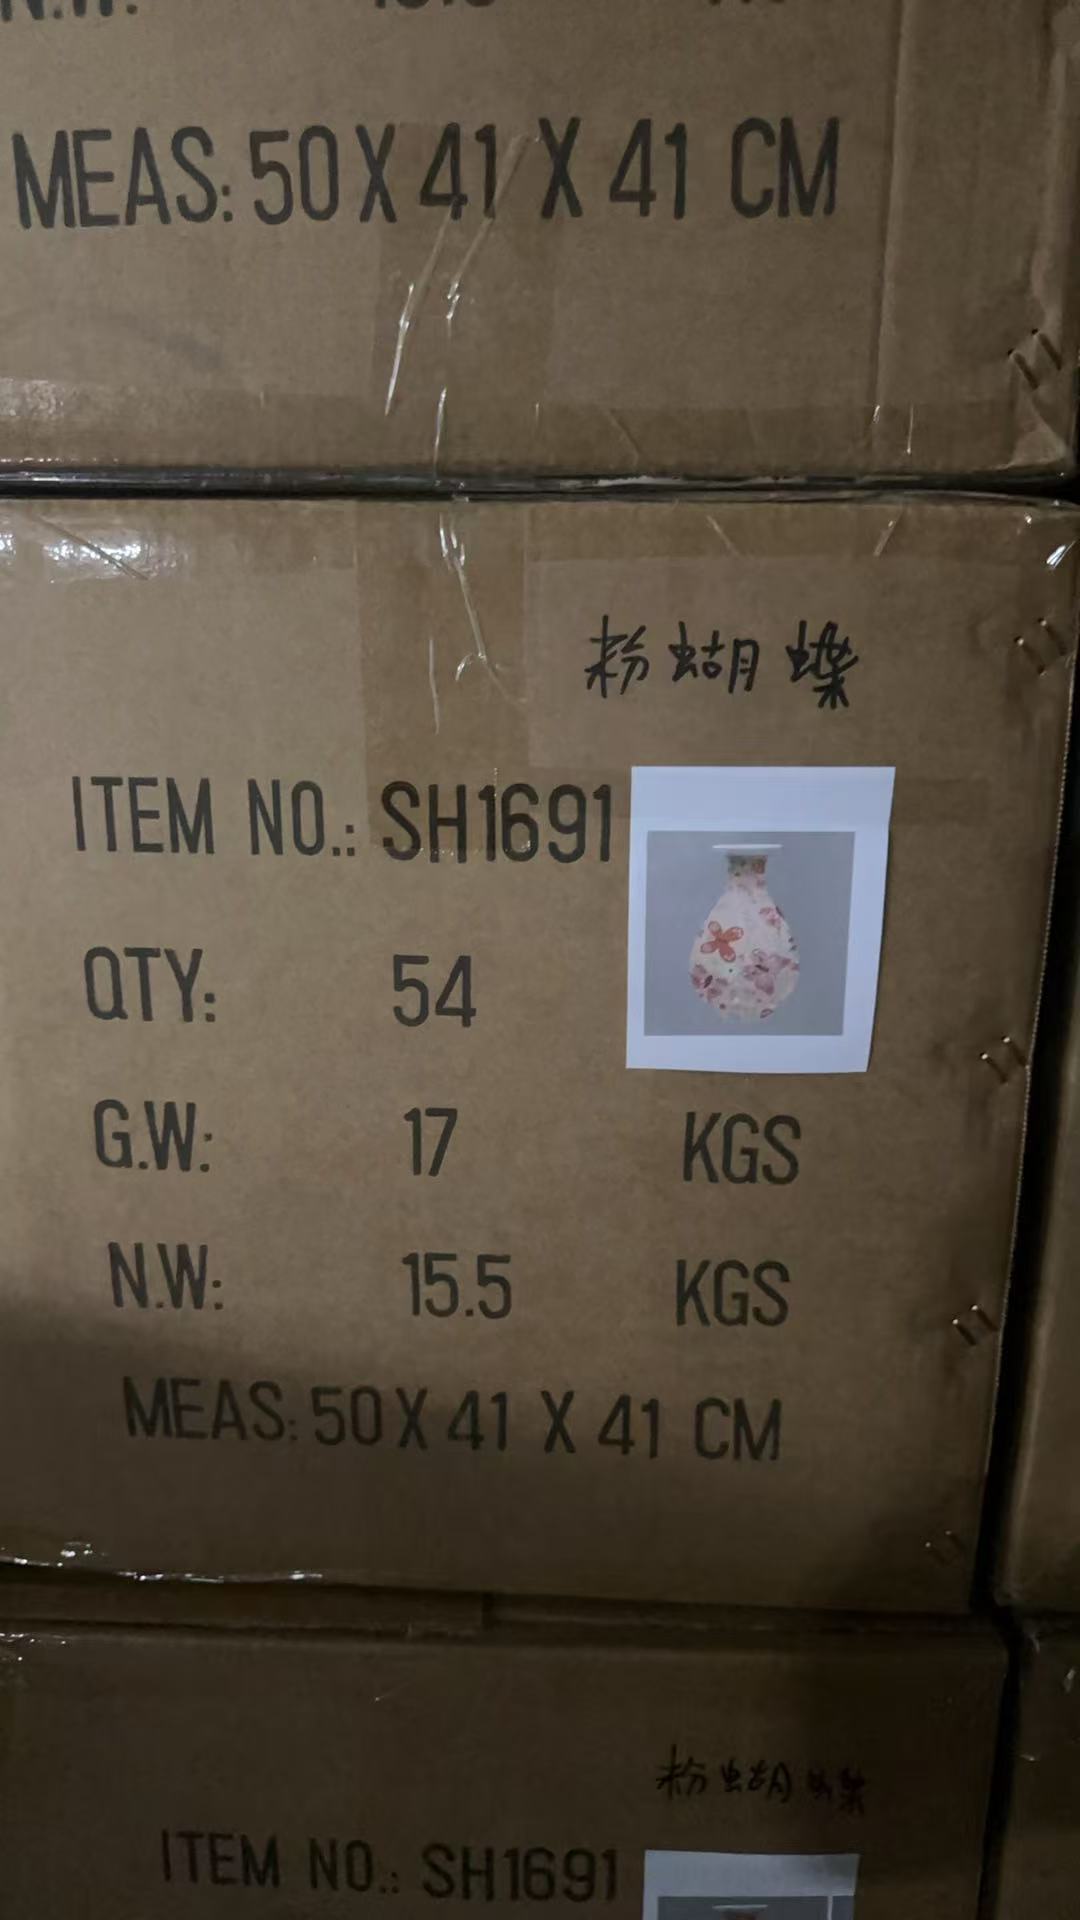 MEAS: 50 X 41 X 41 CM
粉蝴蝶
ITEM NO.: SH1691
QTY: 54
G.W: 17 KGS
N.W: 15.5 KGS
MEAS: 50 X 41 X 41 CM
粉蝴蝶
ITEM NO.: SH1691